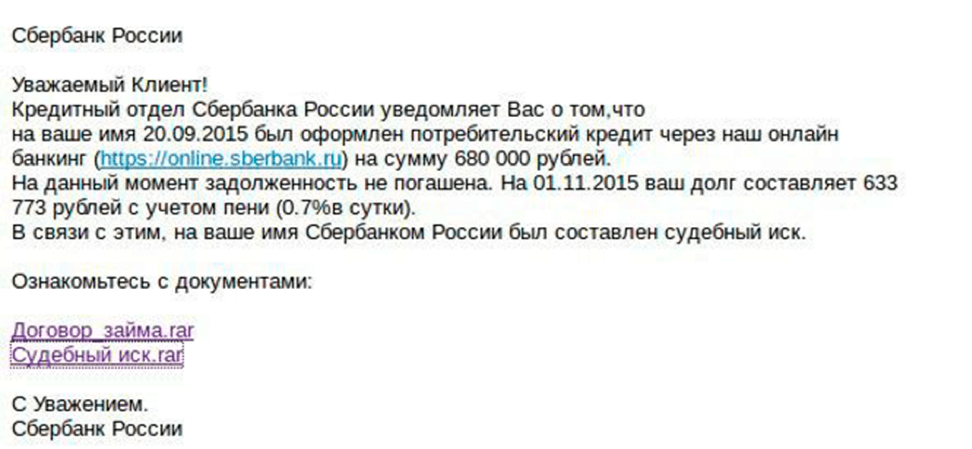 Сбербанк России
Уважаемый Клиент!
Кредитный отдел Сбербанка России уведомляет Вас о том,что
на ваше имя 20.09.2015 был оформлен потребительский кредит через наш онлайн
банкинг (https://online.sberbank.ru) на сумму 680 000 рублей.
На данный момент задолженность не погашена. На 01.11.2015 ваш долг составляет 633
773 рублей с учетом пени (0.7%в сутки).
В связи с этим, на ваше имя Сбербанком России был составлен судебный иск.
Ознакомьтесь с документами:
Договор_займа.rar
Судебный иск.rar
С Уважением.
Сбербанк России